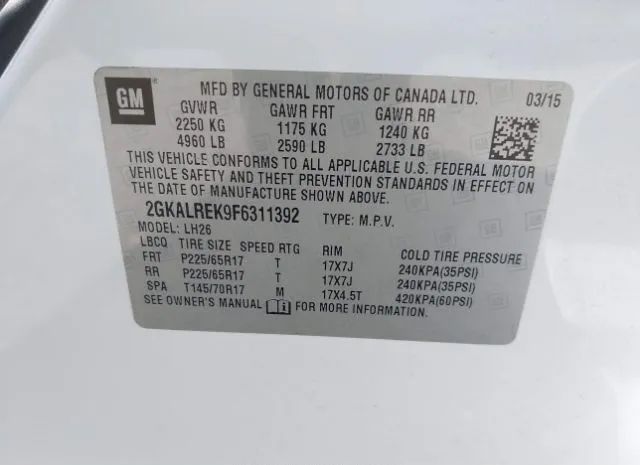 GM
MFD BY GENERAL MOTORS OF CANADA LTD. 03/15
GVWR GAWR FRT GAWR RR
2250 KG 1175 KG 1240 KG
4960 LB 2590 LB 2733 LB
THIS VEHICLE CONFORMS TO ALL APPLICABLE U.S. FEDERAL MOTOR
VEHICLE SAFETY AND THEFT PREVENTION STANDARDS IN EFFECT ON
THE DATE OF MANUFACTURE SHOWN ABOVE.
2GKALREK9F6311392 TYPE: M.P.V.
MODEL: LH26
LBCQ TIRE SIZE SPEED RTG RIM COLD TIRE PRESSURE
FRT P225/65R17 T 17X7J 240KPA(35PSI)
RR P225/65R17 T 17X7J 240KPA(35PSI)
SPA T145/70R17 M 17X4.5T 420KPA(60PSI)
SEE OWNER'S MANUAL FOR MORE INFORMATION.